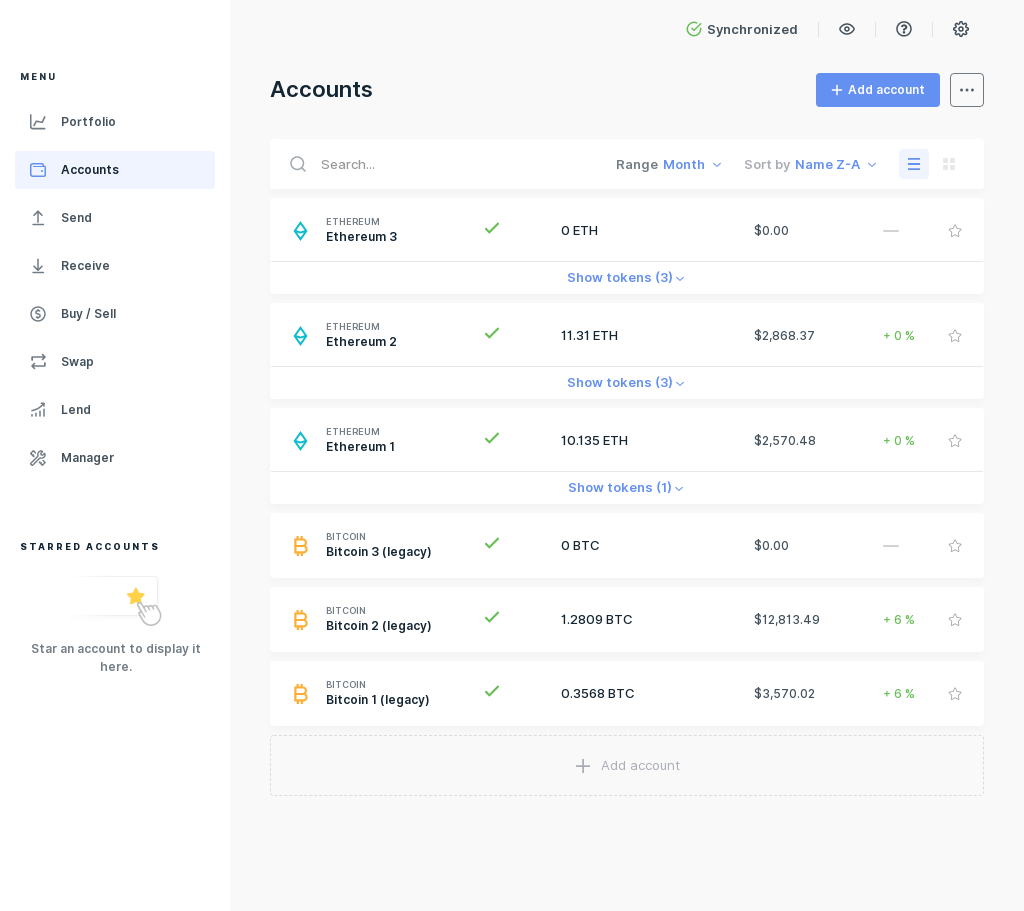 Synchronized
MENU
Portfolio
Accounts
Send
Receive
Buy / Sell
Swap
Lend
Manager
STARRED ACCOUNTS
Star an account to display it
here.
Accounts
Add account
Search...
Range Month
Sort by Name Z-A
ETHEREUM
Ethereum 3
0 ETH
$0.00
—
Show tokens (3)
ETHEREUM
Ethereum 2
11.31 ETH
$2,868.37
+ 0 %
Show tokens (3)
ETHEREUM
Ethereum 1
10.135 ETH
$2,570.48
+ 0 %
Show tokens (1)
BITCOIN
Bitcoin 3 (legacy)
0 BTC
$0.00
—
BITCOIN
Bitcoin 2 (legacy)
1.2809 BTC
$12,813.49
+ 6 %
BITCOIN
Bitcoin 1 (legacy)
0.3568 BTC
$3,570.02
+ 6 %
Add account